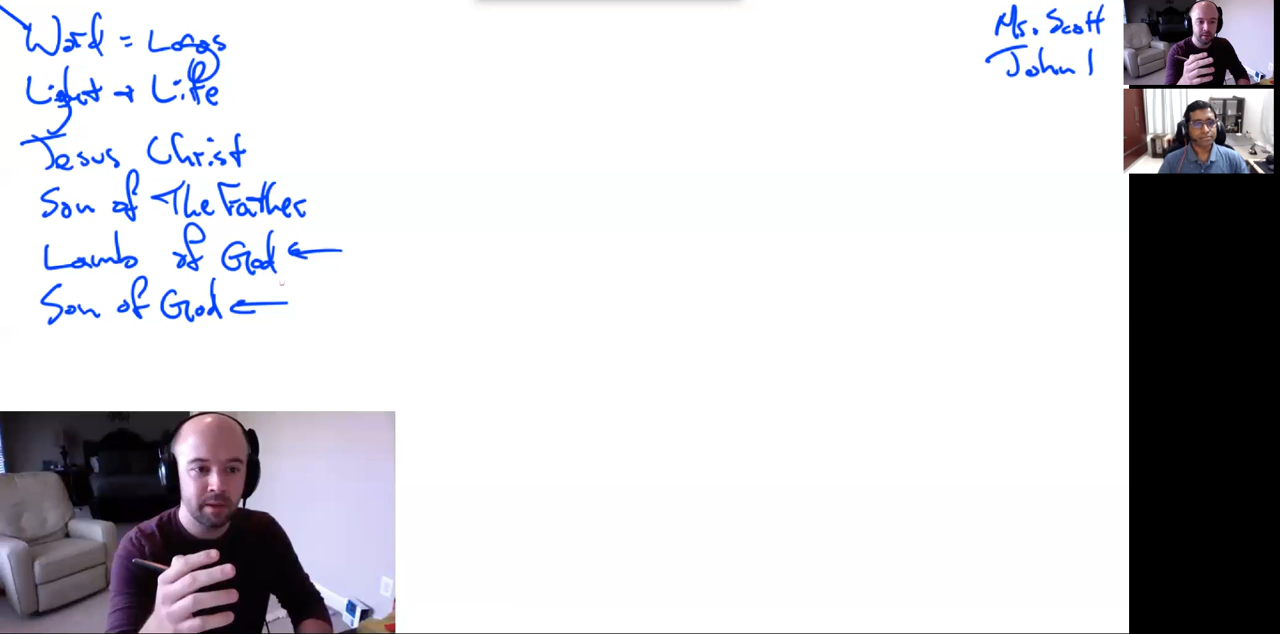 Word = Logos
Light → Life
Jesus Christ
Son of The Father
Lamb of God ←
Son of God ←
Ms. Scott
John 1